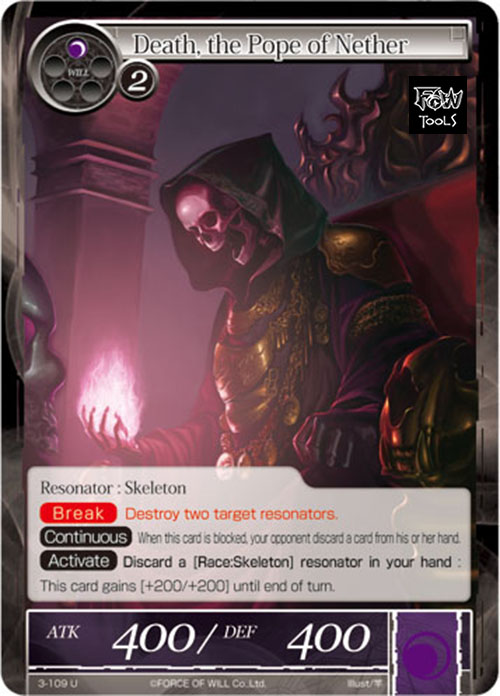 Death, the Pope of Nether
WILL
2
FOW
TOOLS
Resonator : Skeleton
Break Destroy two target resonators.
Continuous When this card is blocked, your opponent discard a card from his or her hand.
Activate Discard a [Race:Skeleton] resonator in your hand :
This card gains [+200/+200] until end of turn.
ATK 400/ DEF 400
3-109 U ©FORCE OF WILL Co.,Ltd. Illust/